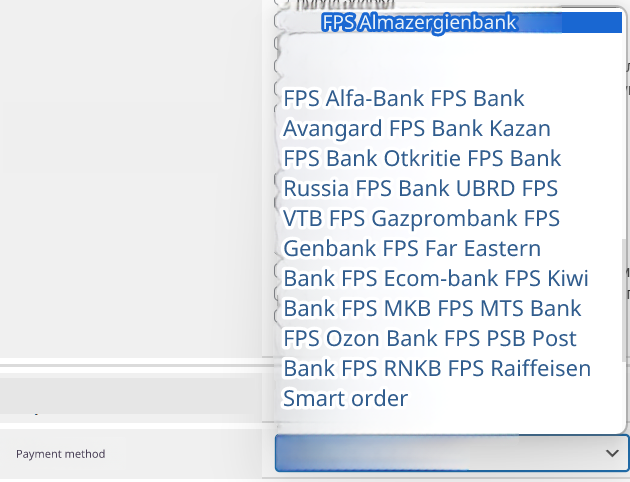 FPS Almazergienbank
FPS Alfa-Bank FPS Bank
Avangard FPS Bank Kazan
FPS Bank Otkritie FPS Bank
Russia FPS Bank UBRD FPS
VTB FPS Gazprombank FPS
Genbank FPS Far Eastern
Bank FPS Ecom-bank FPS Kiwi
Bank FPS MKB FPS MTS Bank
FPS Ozon Bank FPS PSB Post
Bank FPS RNKB FPS Raiffeisen
Smart order
Payment method